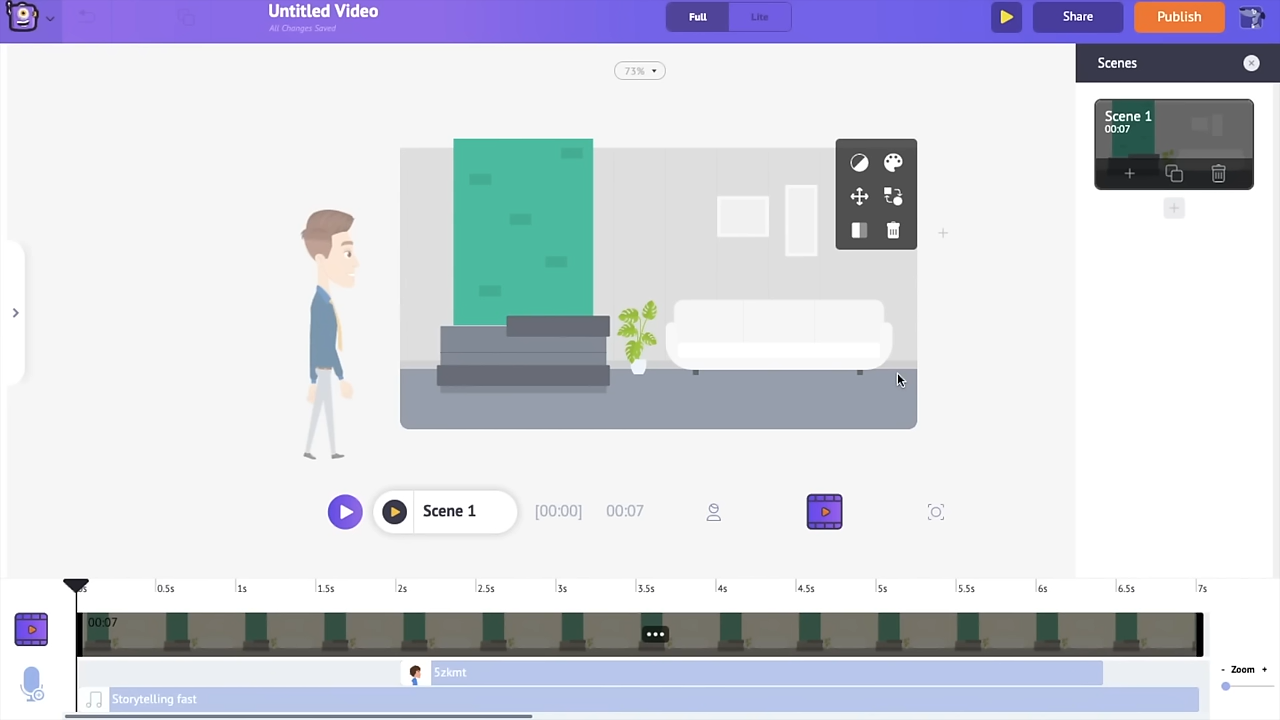 Untitled Video
All Changes Saved
Full
Lite
Share
Publish
73%
Scenes
Scene 1
00:07
Scene 1
[00:00]
00:07
0s
0.5s
1s
1.5s
2s
2.5s
3s
3.5s
4s
4.5s
5s
5.5s
6s
6.5s
7s
00:07
5zkmt
- Zoom +
Storytelling fast